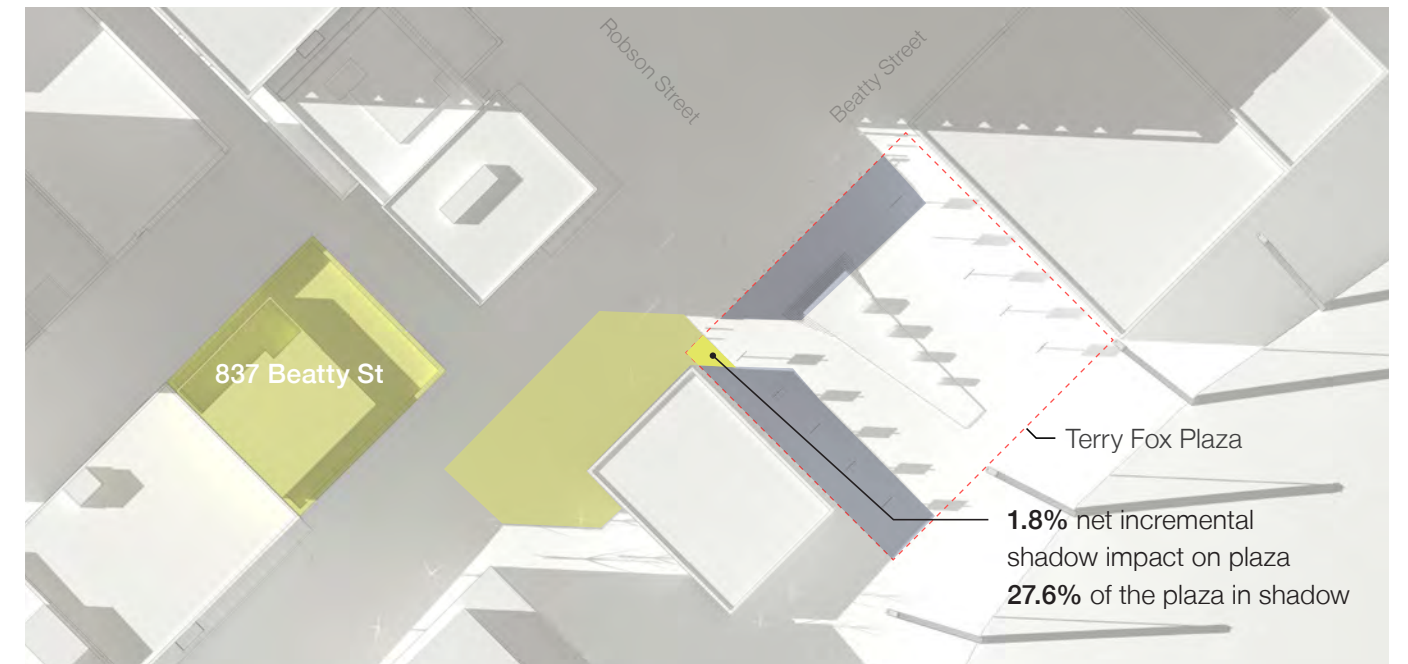 Robson Street
Beatty Street
837 Beatty St
Terry Fox Plaza
1.8% net incremental
shadow impact on plaza
27.6% of the plaza in shadow